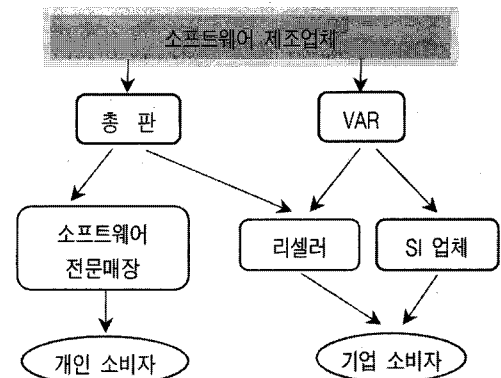 소프트웨어 제조업체
총 판
VAR
소프트웨어
전문매장
리셀러
SI 업체
개인 소비자
기업 소비자